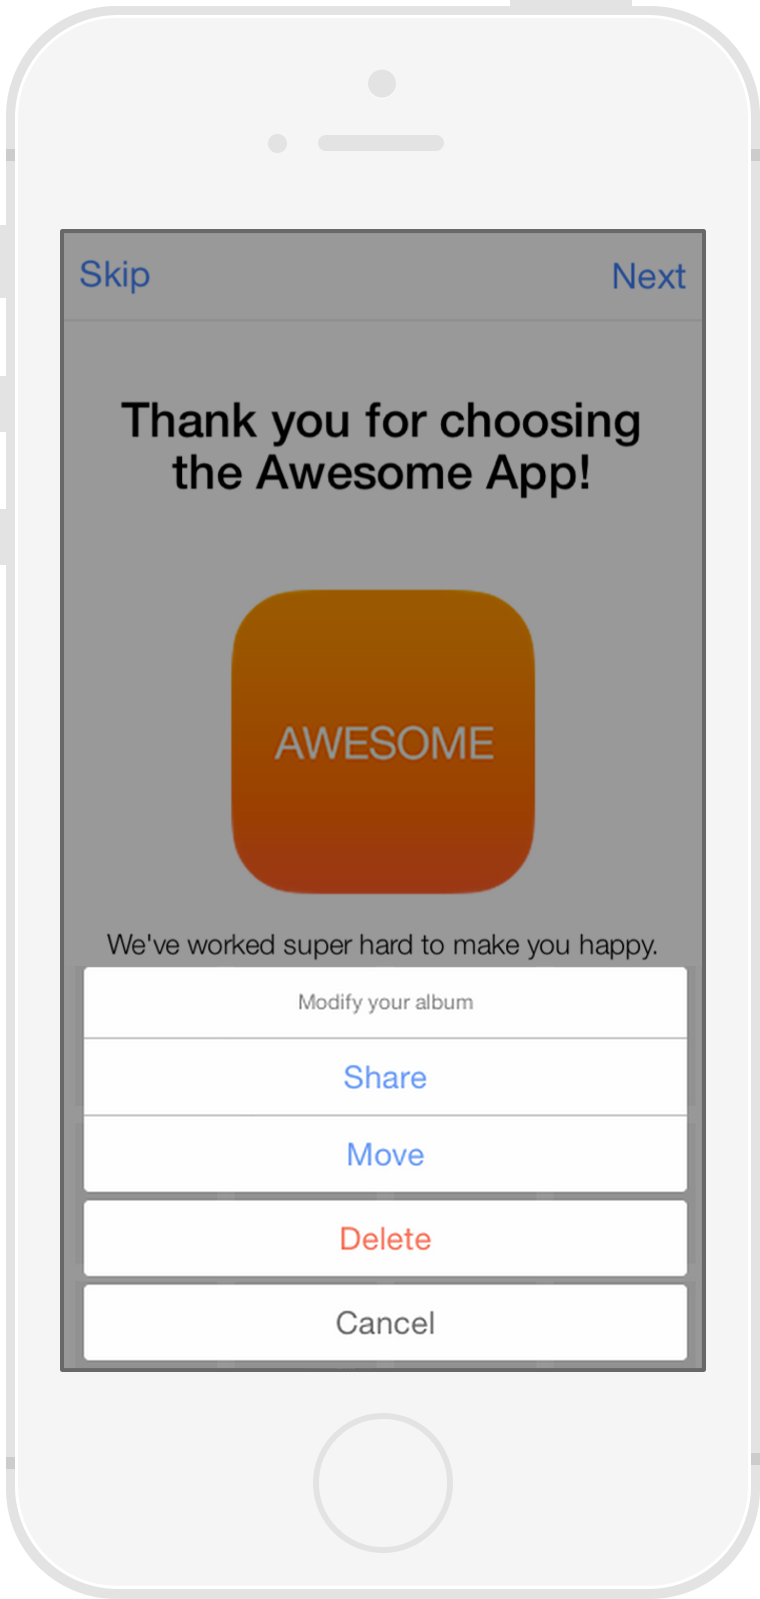 Skip
Next
Thank you for choosing
the Awesome App!
AWESOME
We've worked super hard to make you happy.
Modify your album
Share
Move
Delete
Cancel